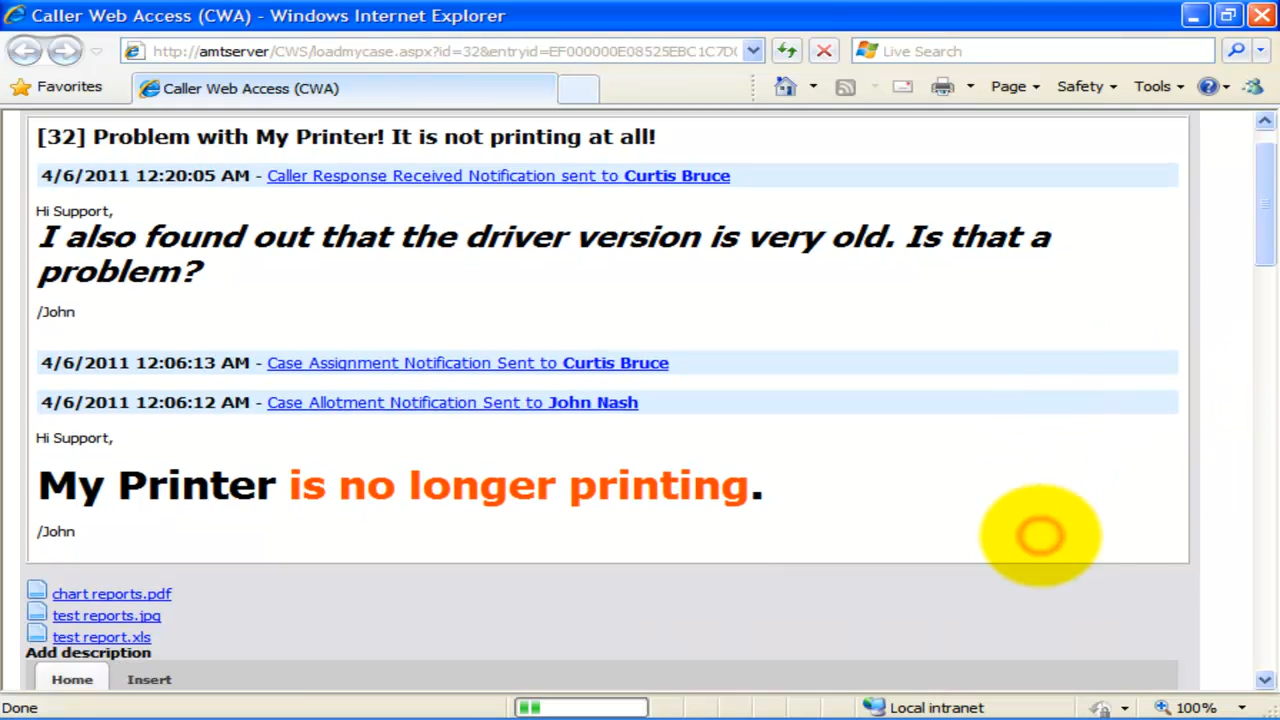 Caller Web Access (CWA) - Windows Internet Explorer
http://amtserver/CWS/loadmycase.aspx?id=32&entryid=EF000000E08525EBC1C7D(
Live Search
Favorites
Caller Web Access (CWA)
Page
Safety
Tools
[32] Problem with My Printer! It is not printing at all!
4/6/2011 12:20:05 AM - Caller Response Received Notification sent to Curtis Bruce
Hi Support,
I also found out that the driver version is very old. Is that a
problem?
/John
4/6/2011 12:06:13 AM - Case Assignment Notification Sent to Curtis Bruce
4/6/2011 12:06:12 AM - Case Allotment Notification Sent to John Nash
Hi Support,
My Printer is no longer printing.
/John
chart reports.pdf
test reports.jpg
test report.xls
Add description
Home Insert
Done
Local intranet
100%